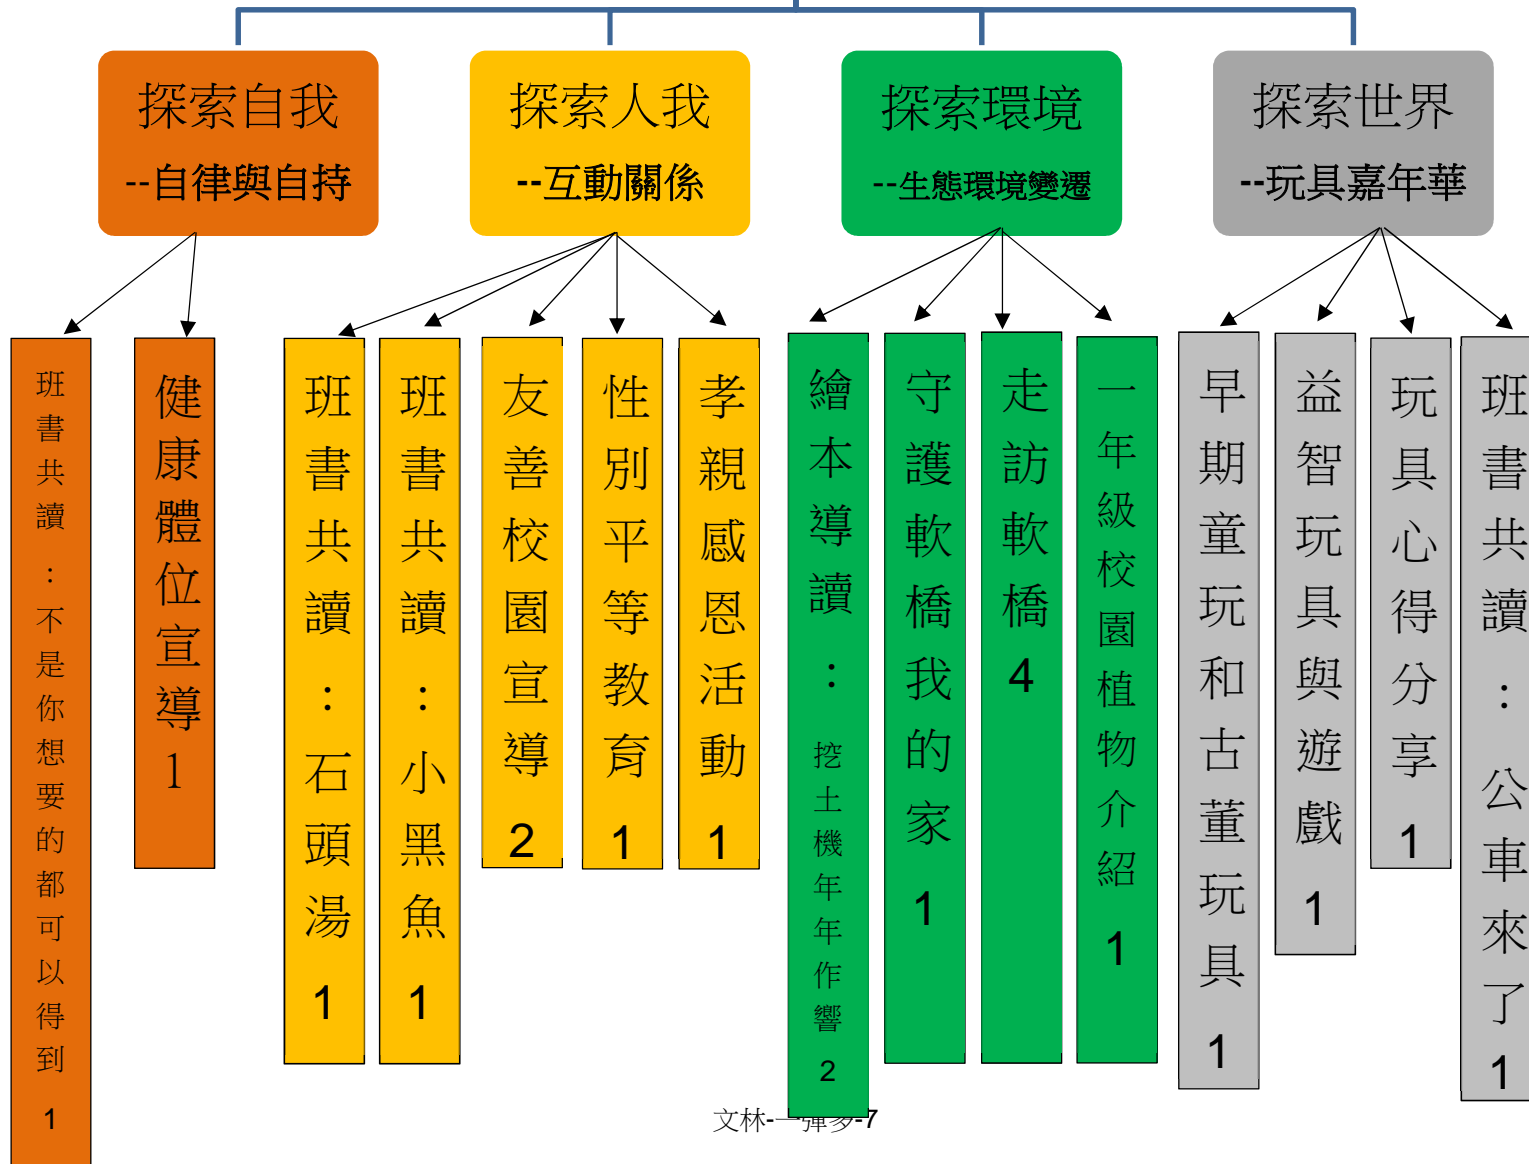 探索自我
--自律與自持
探索人我
--互動關係
探索環境
--生態環境變遷
探索世界
--玩具嘉年華
班書共讀：不是你想要的都可以得到 1
健康體位宣導1
班書共讀：石頭湯 1
班書共讀：小黑魚 1
友善校園宣導 2
性別平等教育 1
孝親感恩活動 1
繪本導讀：挖土機年年作響 2
守護軟橋我的家 1
走訪軟橋 4
一年級校園植物介紹 1
早期童玩和古董玩具 1
益智玩具與遊戲 1
玩具心得分享 1
班書共讀：公車來了 1
文林-一彈多-7